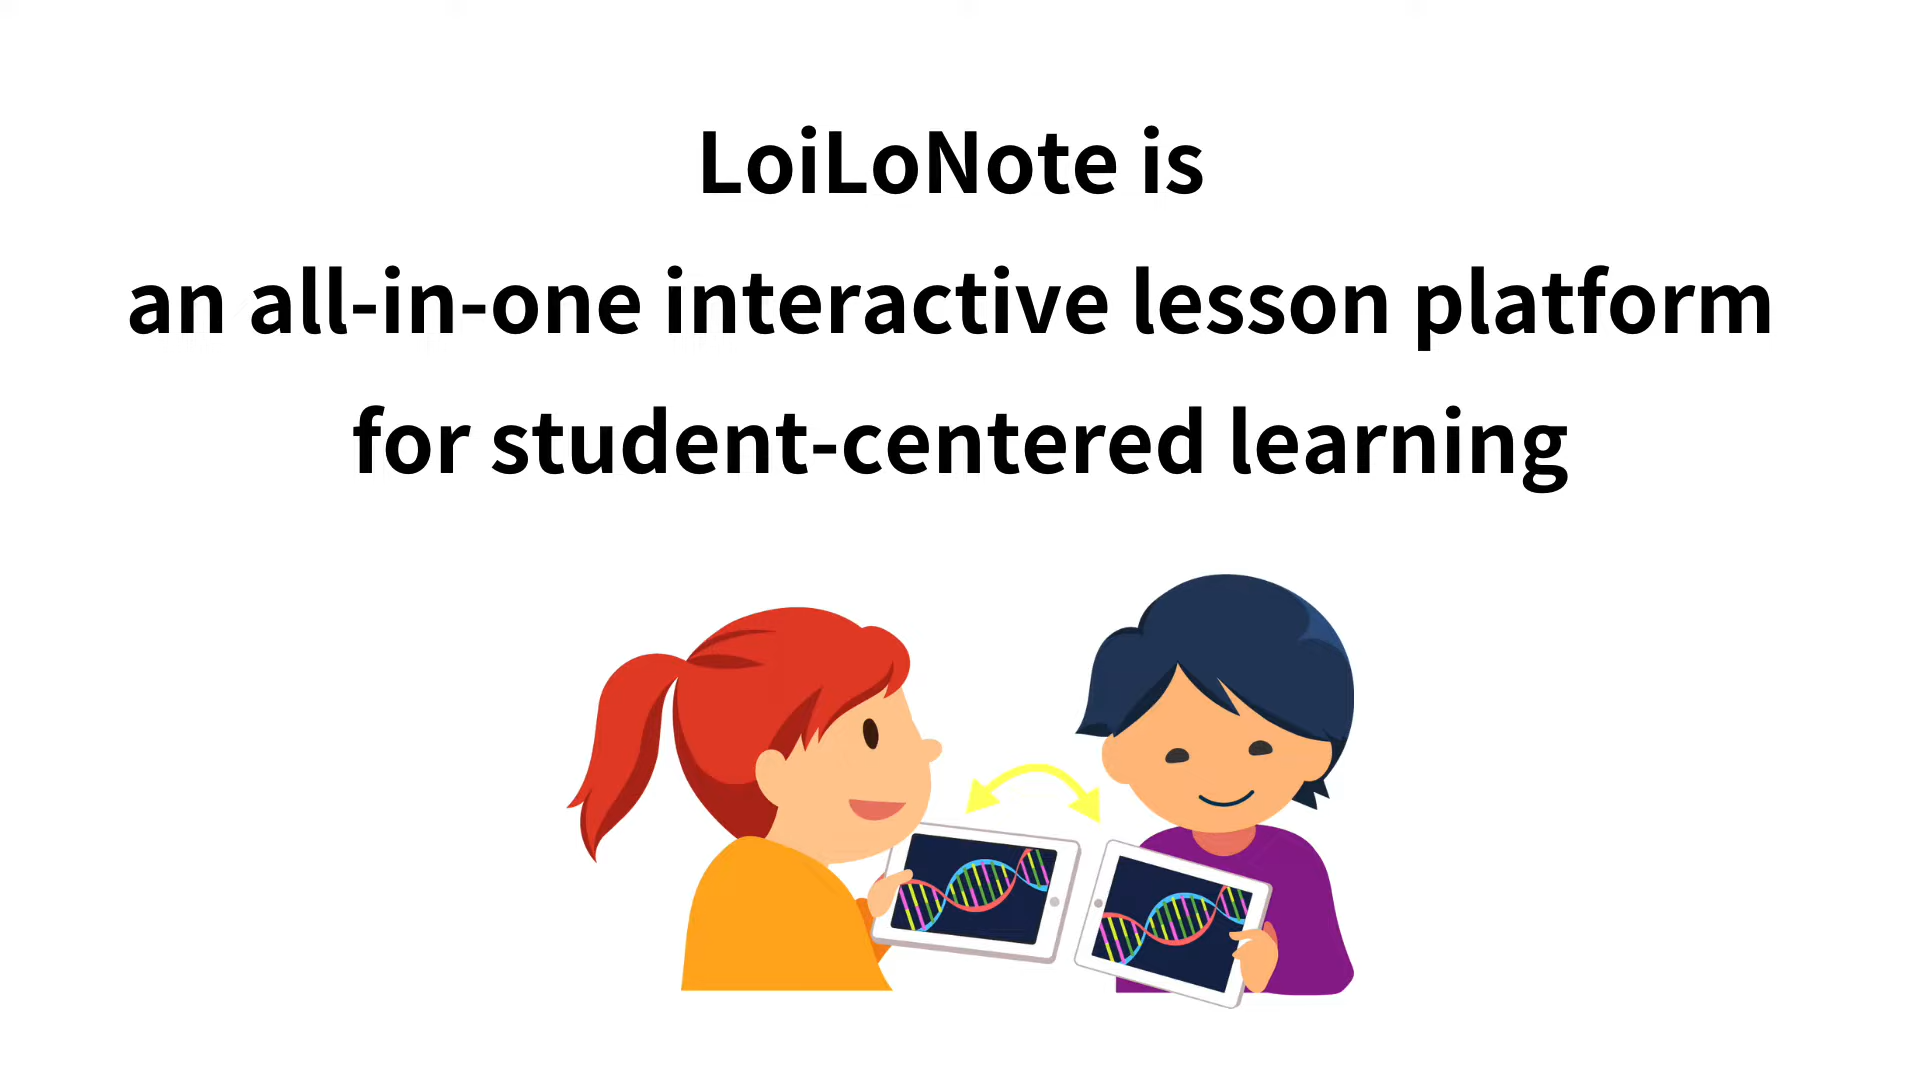 LoiLoNote is
an all-in-one interactive lesson platform
for student-centered learning